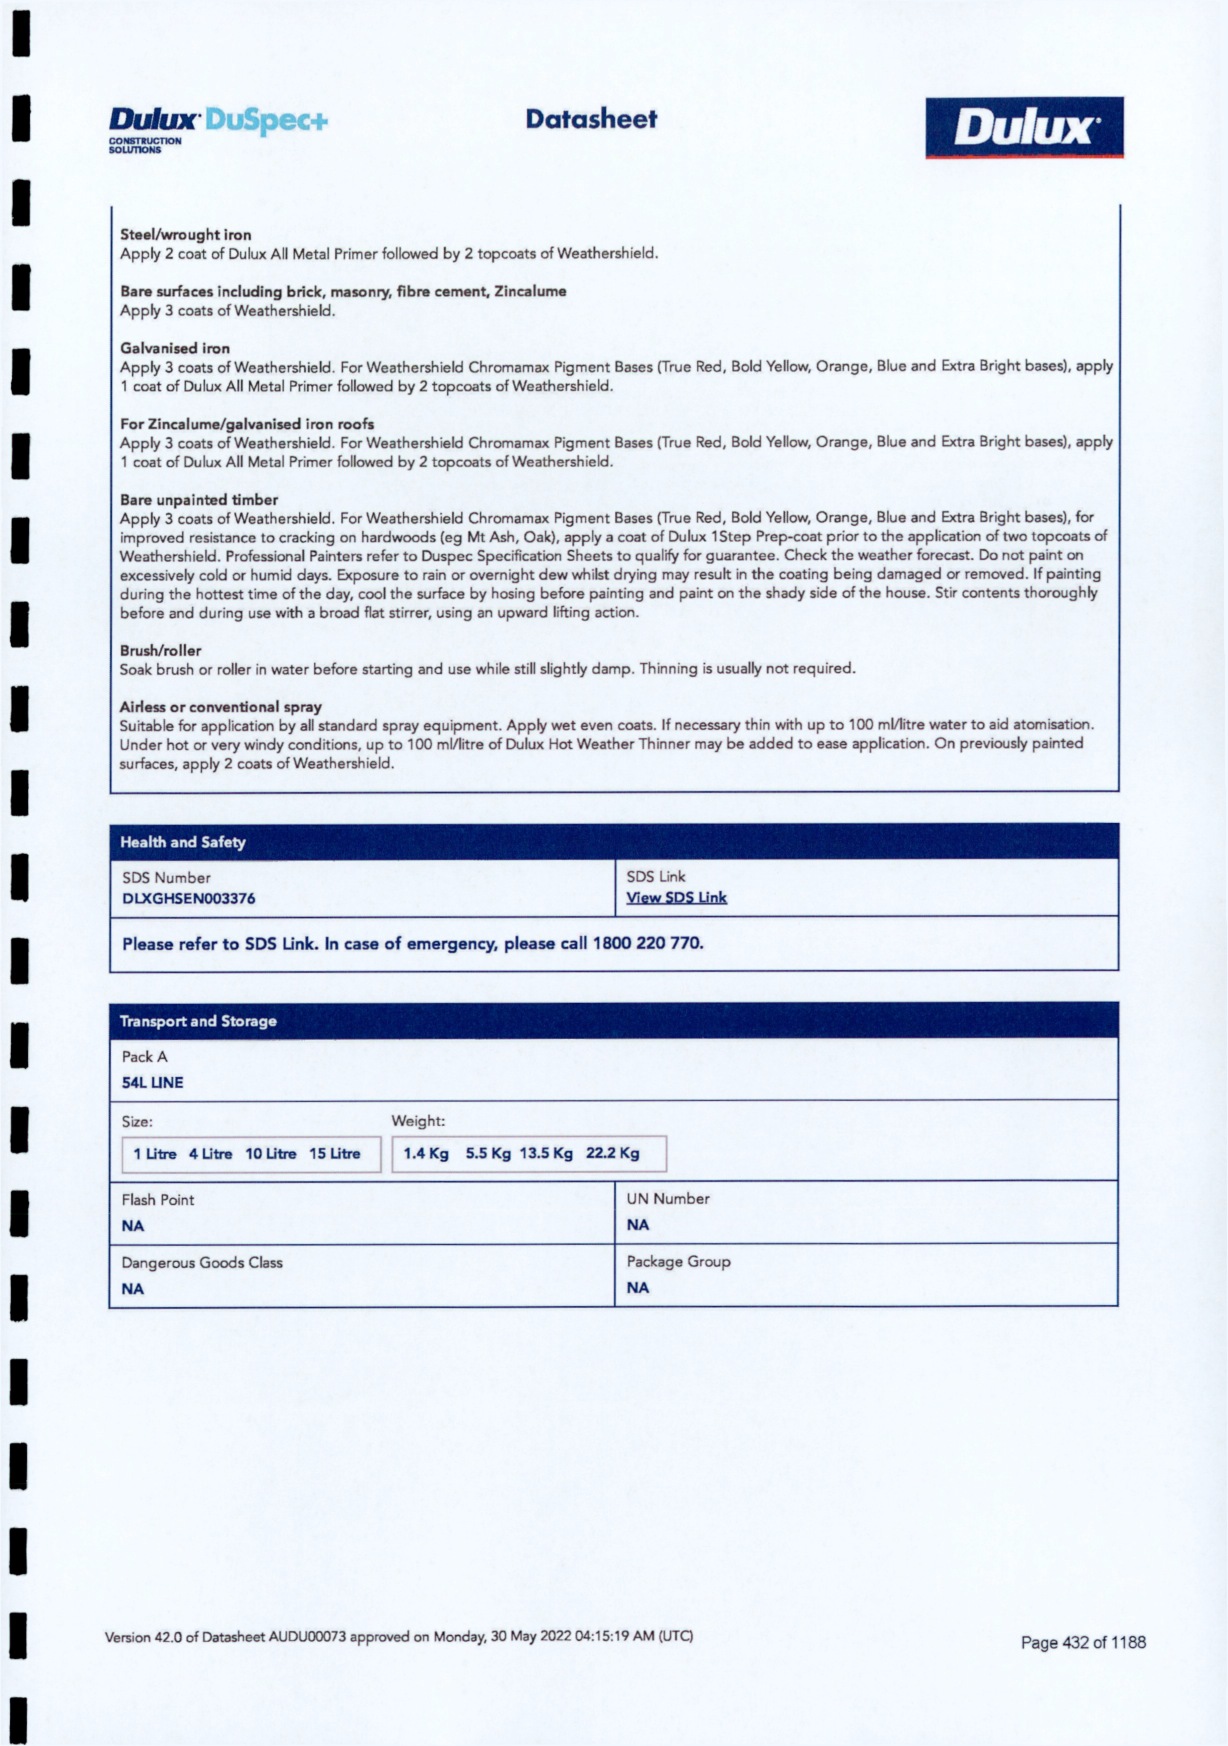 Dulux DuSpec+
CONSTRUCTION
SOLUTIONS
Datasheet
Dulux
Steel/wrought iron
Apply 2 coat of Dulux All Metal Primer followed by 2 topcoats of Weathershield.
Bare surfaces including brick, masonry, fibre cement, Zincalume
Apply 3 coats of Weathershield.
Galvanised iron
Apply 3 coats of Weathershield. For Weathershield Chromamax Pigment Bases (True Red, Bold Yellow, Orange, Blue and Extra Bright bases), apply
1 coat of Dulux All Metal Primer followed by 2 topcoats of Weathershield.
For Zincalume/galvanised iron roofs
Apply 3 coats of Weathershield. For Weathershield Chromamax Pigment Bases (True Red, Bold Yellow, Orange, Blue and Extra Bright bases), apply
1 coat of Dulux All Metal Primer followed by 2 topcoats of Weathershield.
Bare unpainted timber
Apply 3 coats of Weathershield. For Weathershield Chromamax Pigment Bases (True Red, Bold Yellow, Orange, Blue and Extra Bright bases), for
improved resistance to cracking on hardwoods (eg Mt Ash, Oak), apply a coat of Dulux 1Step Prep-coat prior to the application of two topcoats of
Weathershield. Professional Painters refer to Duspec Specification Sheets to qualify for guarantee. Check the weather forecast. Do not paint on
excessively cold or humid days. Exposure to rain or overnight dew whilst drying may result in the coating being damaged or removed. If painting
during the hottest time of the day, cool the surface by hosing before painting and paint on the shady side of the house. Stir contents thoroughly
before and during use with a broad flat stirrer, using an upward lifting action.
Brush/roller
Soak brush or roller in water before starting and use while still slightly damp. Thinning is usually not required.
Airless or conventional spray
Suitable for application by all standard spray equipment. Apply wet even coats. If necessary thin with up to 100 ml/litre water to aid atomisation.
Under hot or very windy conditions, up to 100 ml/litre of Dulux Hot Weather Thinner may be added to ease application. On previously painted
surfaces, apply 2 coats of Weathershield.
Health and Safety
SDS Number
DLXGHSEN003376
SDS Link
View SDS Link
Please refer to SDS Link. In case of emergency, please call 1800 220 770.
Transport and Storage
Pack A
54L LINE
Size:
1 Litre 4 Litre 10 Litre 15 Litre
Weight:
1.4 Kg 5.5 Kg 13.5 Kg 22.2 Kg
Flash Point
NA
UN Number
NA
Dangerous Goods Class
NA
Package Group
NA
Version 42.0 of Datasheet AUDU00073 approved on Monday, 30 May 2022 04:15:19 AM (UTC)
Page 432 of 1188